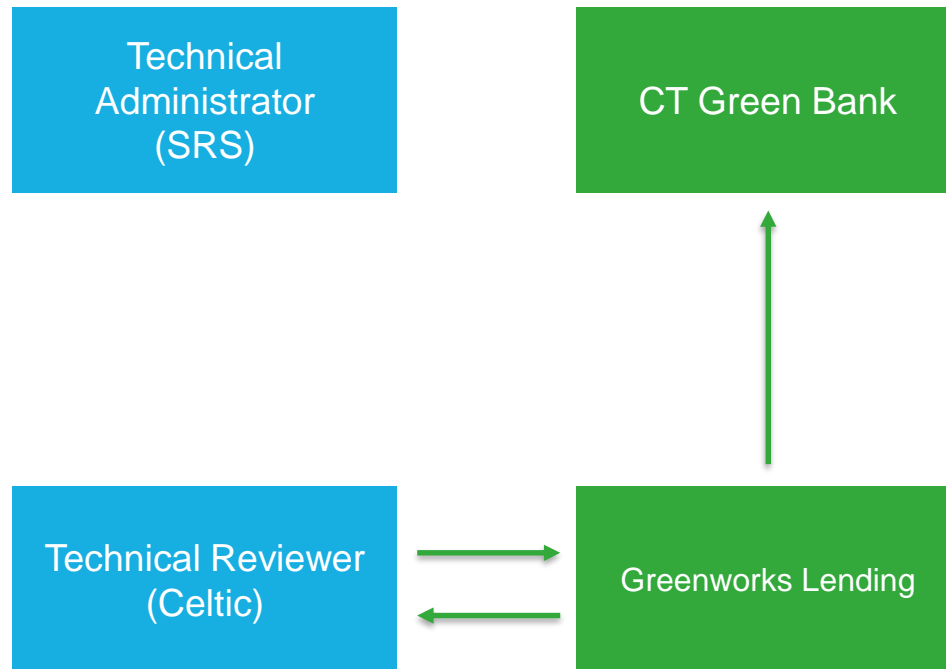 Technical
Administrator
(SRS)
CT Green Bank
Technical Reviewer
(Celtic)
Greenworks Lending